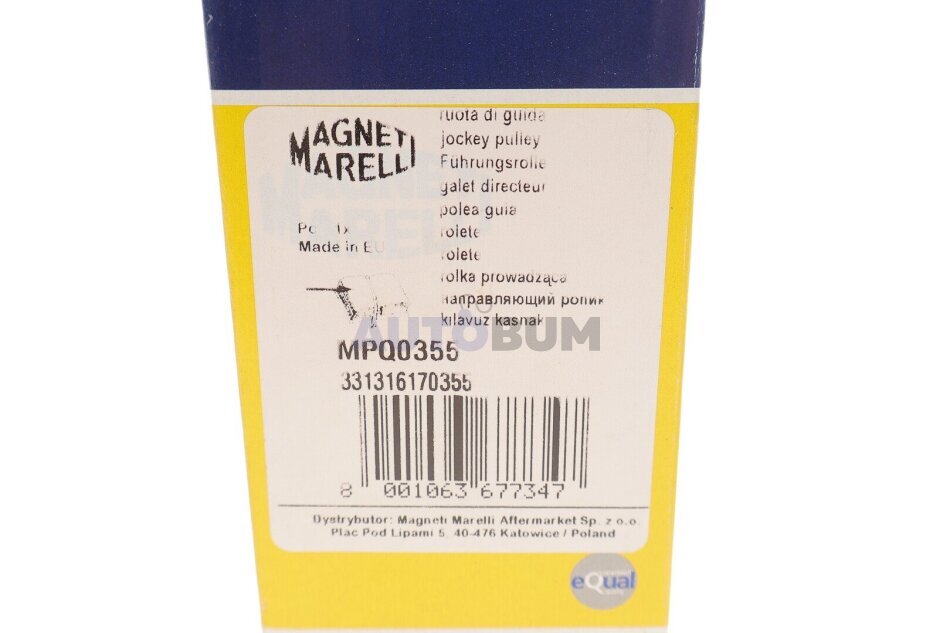 MAGNETI
MARELLI
Made in EU
ruota di guida
jockey pulley
Führungsrolle
galet directeur
polea guia
rolete
rolete
rolka prowadząca
направляющий ролик
kılavuz kasnak
AUTOBUM
MPQ0355
331316170355
8 001063 677347
Dystrybutor: Magneti Marelli Aftermarket Sp. z o.o.
Plac Pod Lipami 5, 40-476 Katowice / Poland
eQual